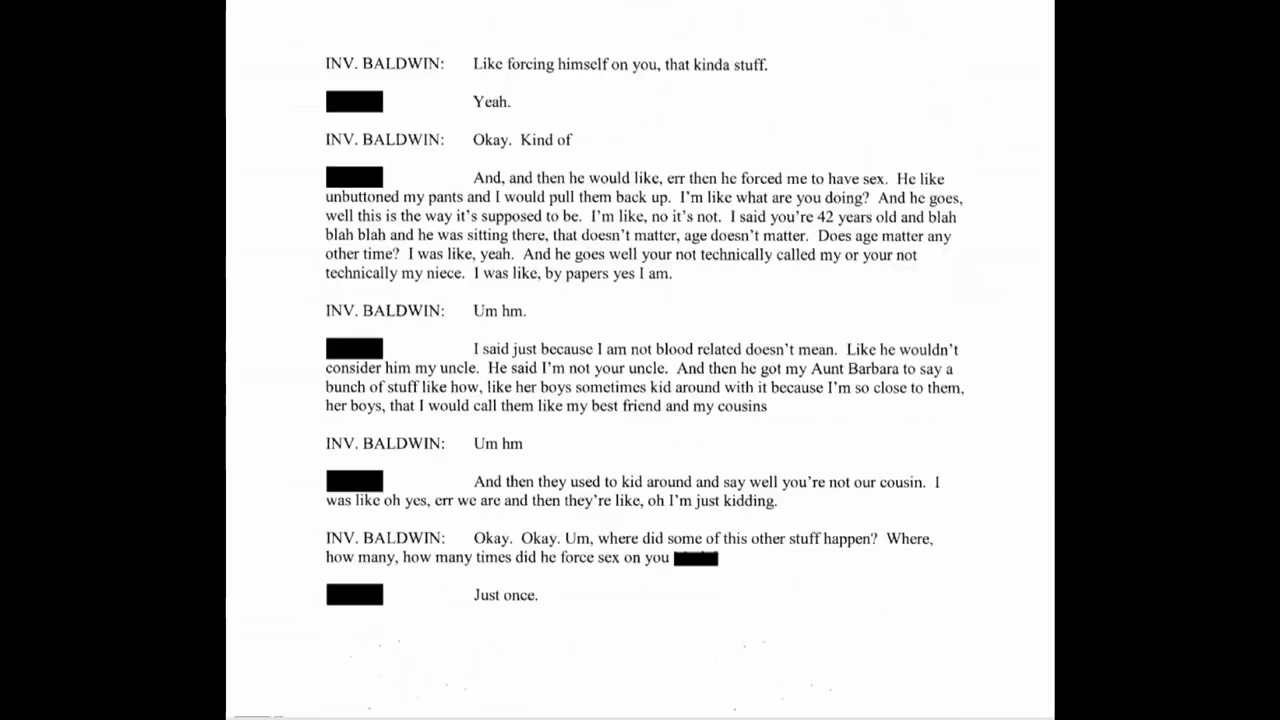 INV. BALDWIN: Like forcing himself on you, that kinda stuff.
Yeah.
INV. BALDWIN: Okay. Kind of
And, and then he would like, err then he forced me to have sex. He like
unbuttoned my pants and I would pull them back up. I'm like what are you doing? And he goes,
well this is the way it's supposed to be. I'm like, no it's not. I said you're 42 years old and blah
blah blah and he was sitting there, that doesn't matter, age doesn't matter. Does age matter any
other time? I was like, yeah. And he goes well your not technically called my or your not
technically my niece. I was like, by papers yes I am.
INV. BALDWIN: Um hm.
I said just because I am not blood related doesn't mean. Like he wouldn't
consider him my uncle. He said I'm not your uncle. And then he got my Aunt Barbara to say a
bunch of stuff like how, like her boys sometimes kid around with it because I'm so close to them,
her boys, that I would call them like my best friend and my cousins
INV. BALDWIN: Um hm
And then they used to kid around and say well you're not our cousin. I
was like oh yes, err we are and then they're like, oh I'm just kidding.
INV. BALDWIN: Okay. Okay. Um, where did some of this other stuff happen? Where,
how many, how many times did he force sex on you
Just once.